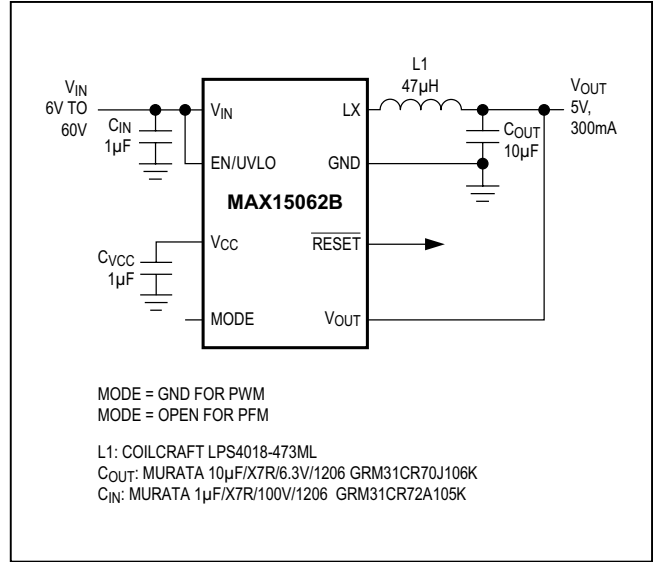 L1
47µH
VIN
6V TO
60V
CIN
1µF
VIN
LX
COUT
10µF
VOUT
5V,
300mA
EN/UVLO
GND
MAX15062B
CVCC
1µF
VCC
RESET
MODE
VOUT
MODE = GND FOR PWM
MODE = OPEN FOR PFM
L1: COILCRAFT LPS4018-473ML
COUT: MURATA 10µF/X7R/6.3V/1206 GRM31CR70J106K
CIN: MURATA 1µF/X7R/100V/1206 GRM31CR72A105K